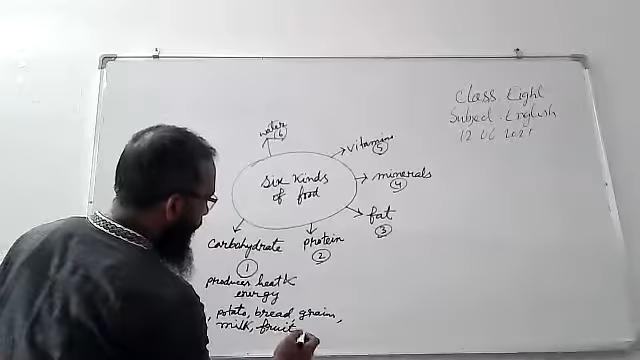 Class Eight
Subject. English
12 06 2021
water
6
vitamins
5
minerals
4
Six Kinds
of food
fat
3
carbohydrate
1
protein
2
produces heat &
energy
, potato, bread grain,
milk, fruit